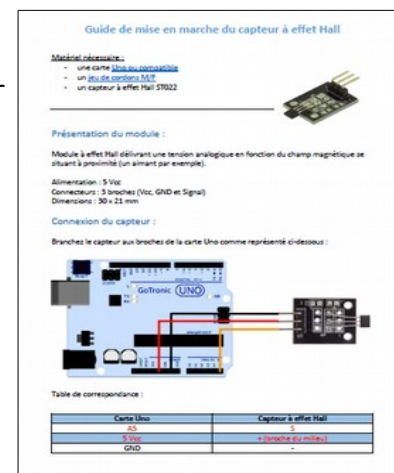 Guide de mise en marche du capteur à effet Hall
Matériel nécessaire :
- une carte Uno ou compatible
- un jeu de cordons M/F
- un capteur à effet Hall ST022
Présentation du module :
Module à effet Hall délivrant une tension analogique en fonction du champ magnétique se
situant à proximité (un aimant par exemple).
Alimentation : 5 Vcc
Connecteurs : 3 broches (Vcc, GND et Signal)
Dimensions : 30 x 21 mm
Connexion du capteur :
Branchez le capteur aux broches de la carte Uno comme représenté ci-dessous :
GoTronic UNO
Table de correspondance :
Carte Uno Capteur à effet Hall
A5 S
5 Vcc + (broche du milieu)
GND -